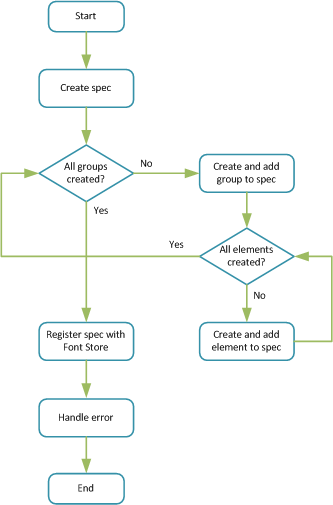 Start
Create spec
All groups
created?
No
Create and add
group to spec
Yes
Yes
All elements
created?
No
Register spec with
Font Store
Create and add
element to spec
Handle error
End